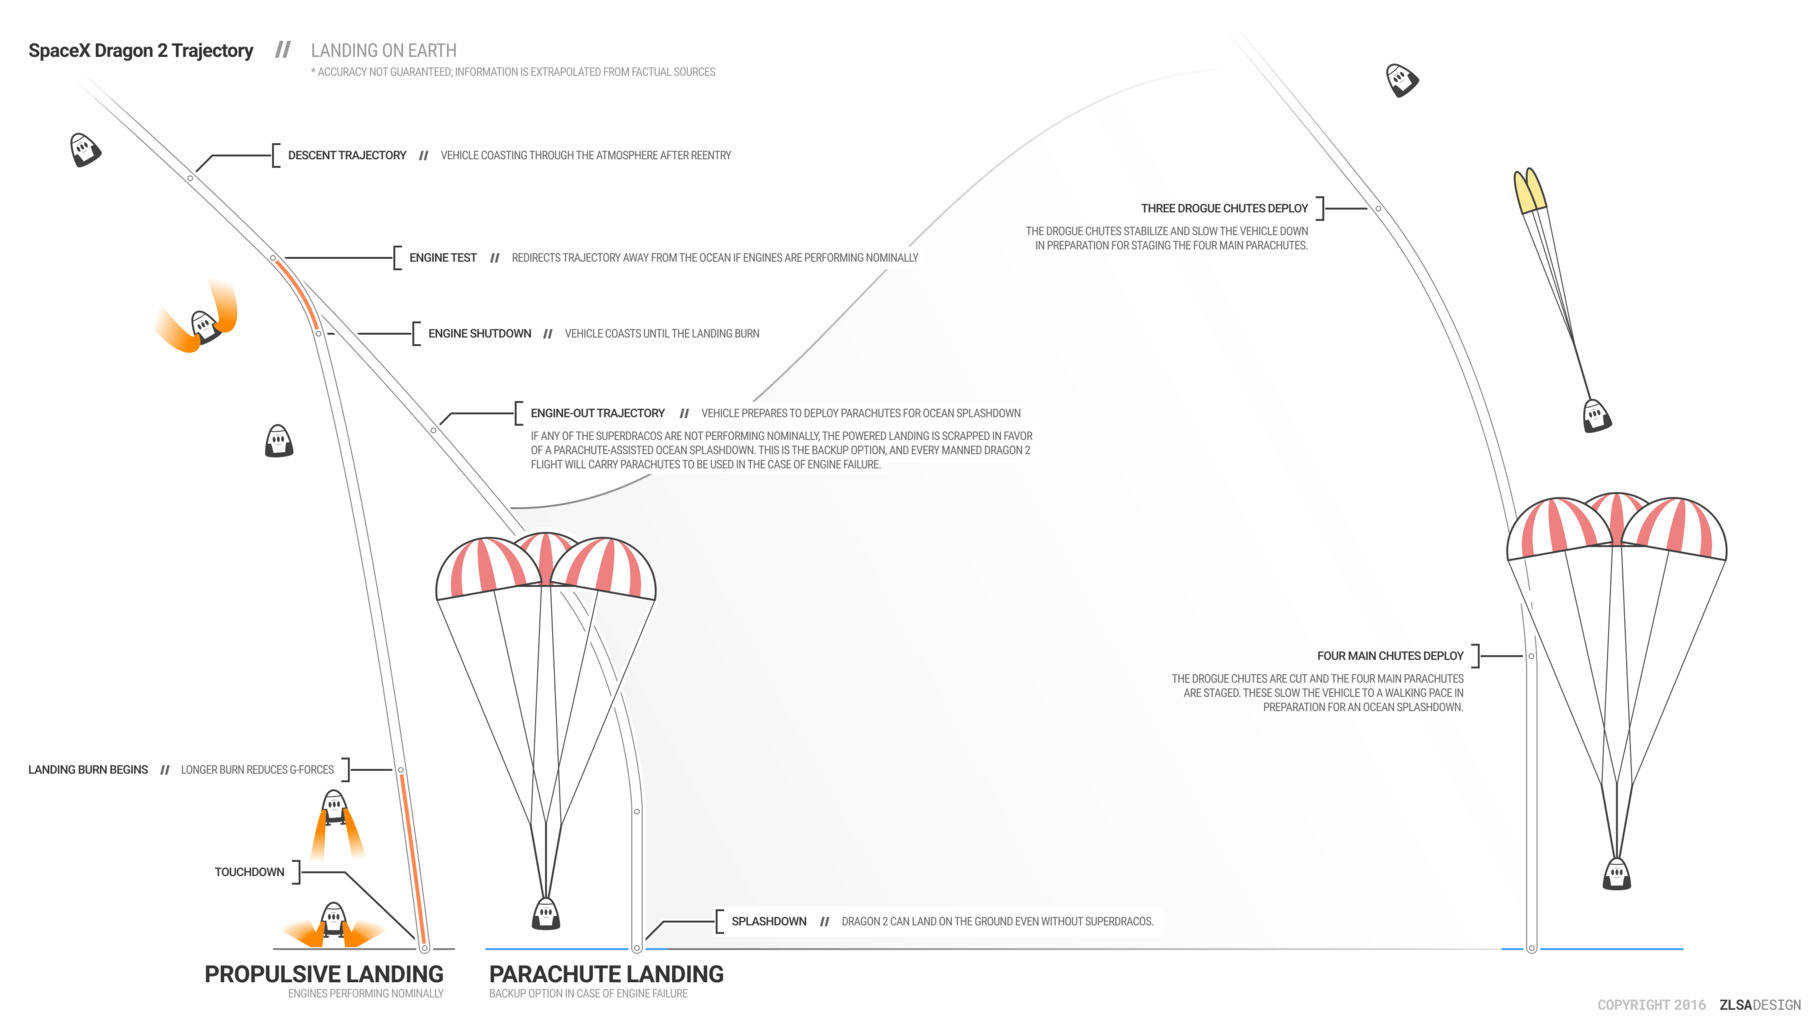 SpaceX Dragon 2 Trajectory // LANDING ON EARTH
* ACCURACY NOT GUARANTEED; INFORMATION IS EXTRAPOLATED FROM FACTUAL SOURCES
DESCENT TRAJECTORY // VEHICLE COASTING THROUGH THE ATMOSPHERE AFTER REENTRY
ENGINE TEST // REDIRECTS TRAJECTORY AWAY FROM THE OCEAN IF ENGINES ARE PERFORMING NOMINALLY
ENGINE SHUTDOWN // VEHICLE COASTS UNTIL THE LANDING BURN
ENGINE-OUT TRAJECTORY // VEHICLE PREPARES TO DEPLOY PARACHUTES FOR OCEAN SPLASHDOWN
IF ANY OF THE SUPERDRACOS ARE NOT PERFORMING NOMINALLY, THE POWERED LANDING IS SCRAPPED IN FAVOR
OF A PARACHUTE-ASSISTED OCEAN SPLASHDOWN. THIS IS THE BACKUP OPTION, AND EVERY MANNED DRAGON 2
FLIGHT WILL CARRY PARACHUTES TO BE USED IN THE CASE OF ENGINE FAILURE.
THREE DROGUE CHUTES DEPLOY
THE DROGUE CHUTES STABILIZE AND SLOW THE VEHICLE DOWN
IN PREPARATION FOR STAGING THE FOUR MAIN PARACHUTES.
FOUR MAIN CHUTES DEPLOY
THE DROGUE CHUTES ARE CUT AND THE FOUR MAIN PARACHUTES
ARE STAGED. THESE SLOW THE VEHICLE TO A WALKING PACE IN
PREPARATION FOR AN OCEAN SPLASHDOWN.
LANDING BURN BEGINS // LONGER BURN REDUCES G-FORCES
TOUCHDOWN
SPLASHDOWN // DRAGON 2 CAN LAND ON THE GROUND EVEN WITHOUT SUPERDRACOS.
PROPULSIVE LANDING
ENGINES PERFORMING NOMINALLY
PARACHUTE LANDING
BACKUP OPTION IN CASE OF ENGINE FAILURE
COPYRIGHT 2016 ZLSADESIGN